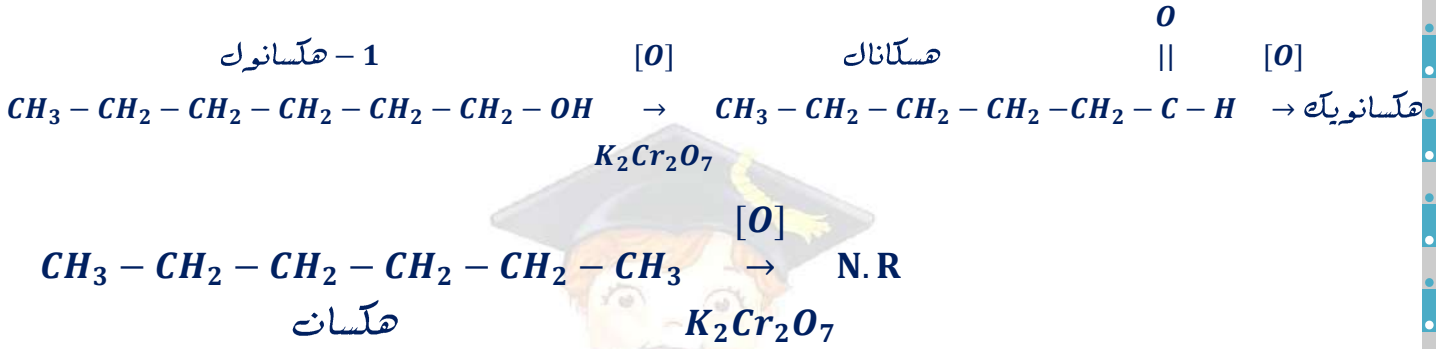 O
1 – هكسانول [O] هسكانال || [O]
CH₃ – CH₂ – CH₂ – CH₂ – CH₂ – CH₂ – OH → CH₃ – CH₂ – CH₂ – CH₂ –CH₂ – C – H → هكسانويك
K₂Cr₂O₇
[O]
CH₃ – CH₂ – CH₂ – CH₂ – CH₂ – CH₃ → N. R
هكسان K₂Cr₂O₇